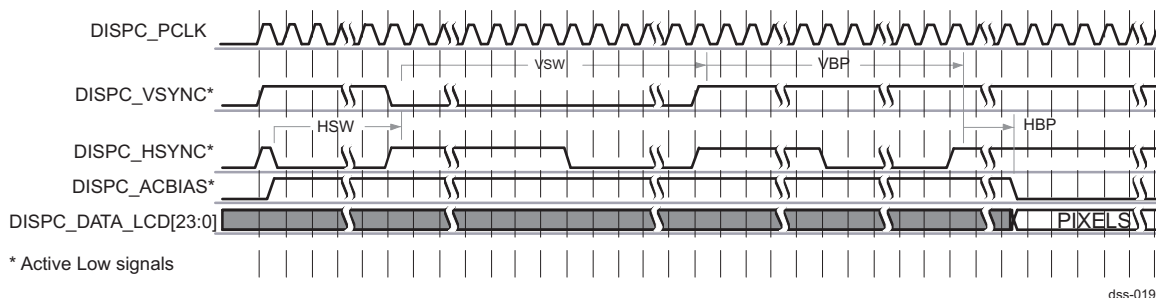 DISPC_PCLK
VSW
VBP
DISPC_VSYNC*
HSW
HBP
DISPC_HSYNC*
DISPC_ACBIAS*
DISPC_DATA_LCD[23:0]
PIXELS
* Active Low signals
dss-019